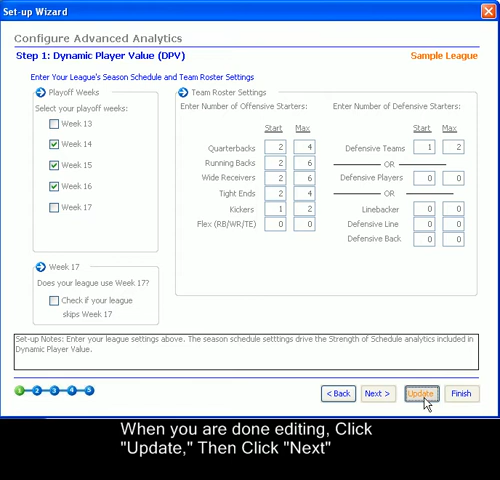 Set-up Wizard
Configure Advanced Analytics
Step 1: Dynamic Player Value (DPV)
Sample League
Enter Your League's Season Schedule and Team Roster Settings
Playoff Weeks
Select your playoff weeks:
Week 13
Week 14
Week 15
Week 16
Week 17
Week 17
Does your league use Week 17?
Check if your league
skips Week 17
Team Roster Settings
Enter Number of Offensive Starters:
Start Max
Quarterbacks 2 4
Running Backs 2 6
Wide Receivers 2 6
Tight Ends 2 4
Kickers 1 2
Flex (RB/WR/TE) 0 0
Enter Number of Defensive Starters:
Start Max
Defensive Teams 1 2
OR
Defensive Players 0 0
OR
Linebacker 0 0
Defensive Line 0 0
Defensive Back 0 0
Set-up Notes: Enter your league settings above. The season schedule setttings drive the Strength of Schedule analytics included in
Dynamic Player Value.
1 2 3 4 5
< Back Next > Update Finish
When you are done editing, Click
"Update," Then Click "Next"